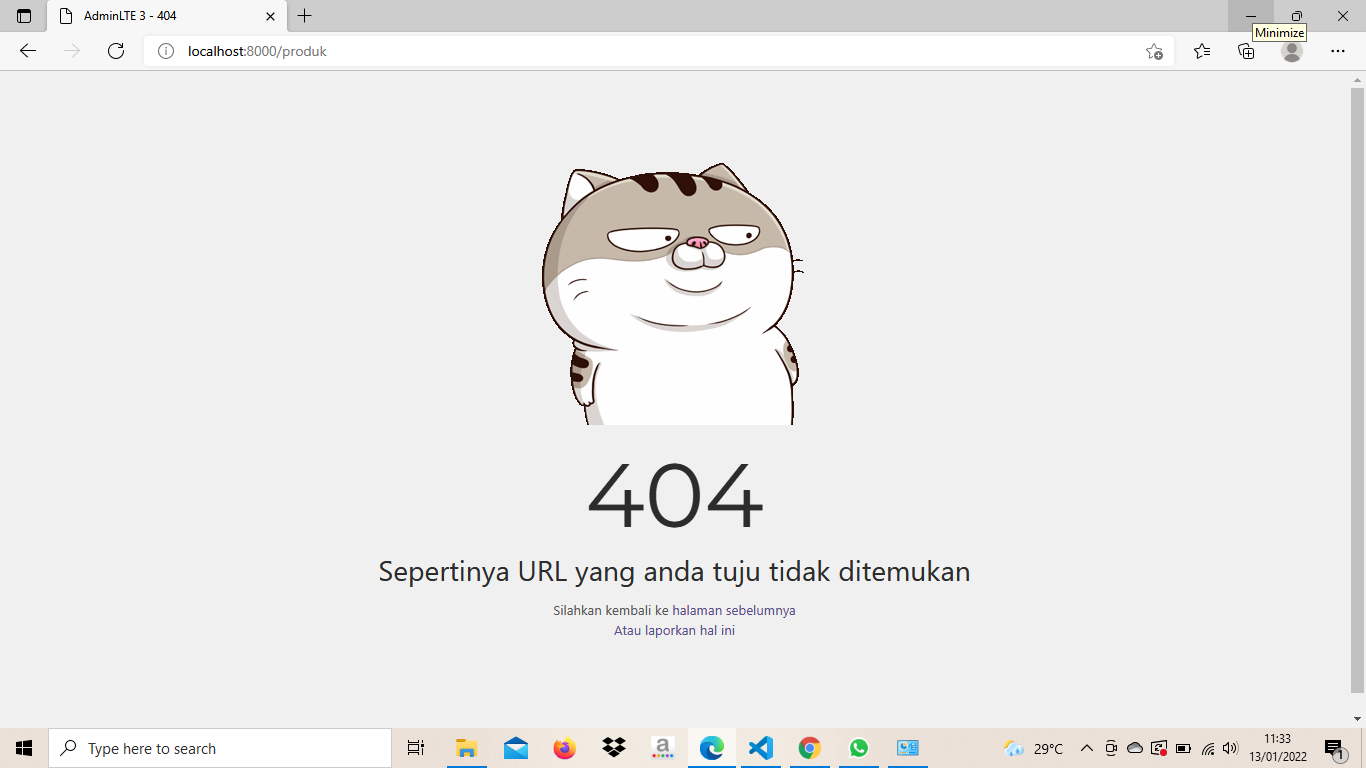 AdminLTE 3 - 404
Minimize
localhost:8000/produk
404
Sepertinya URL yang anda tuju tidak ditemukan
Silahkan kembali ke halaman sebelumnya
Atau laporkan hal ini
Type here to search
a
29°C
11:33
13/01/2022
1